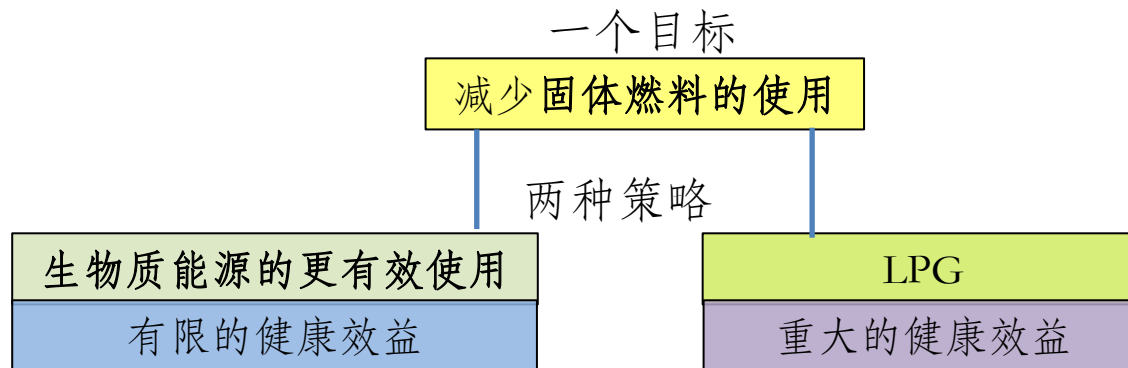 一个目标
减少固体燃料的使用
两种策略
生物质能源的更有效使用
LPG
有限的健康效益
重大的健康效益